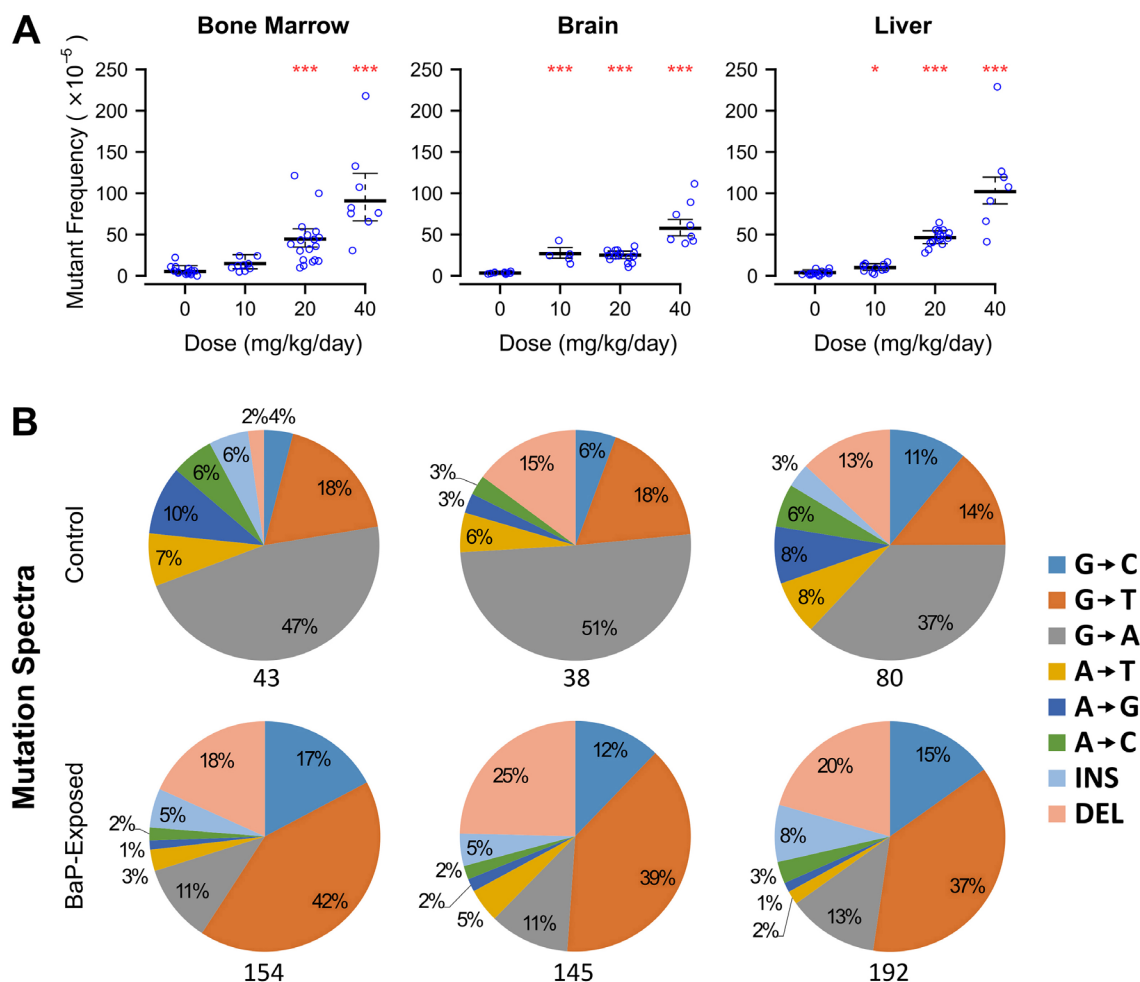 A
Bone Marrow
Brain
Liver
Mutant Frequency (×10⁻⁵)
250
200
150
100
50
0
*** ***
0 10 20 40
Dose (mg/kg/day)
250
200
150
100
50
0
*** *** ***
0 10 20 40
Dose (mg/kg/day)
250
200
150
100
50
0
* *** ***
0 10 20 40
Dose (mg/kg/day)
B
Mutation Spectra
Control
2% 4%
6%
6% 18%
10%
7%
47%
43
3% 15% 6%
3% 18%
6%
51%
38
3% 13% 11%
6% 14%
8%
8%
37%
80
BaP-Exposed
18% 17%
5%
2%
1%
3%
11% 42%
154
25% 12%
5%
2%
2%
5%
11% 39%
145
20% 15%
8%
3%
1%
2%
13% 37%
192
G→C
G→T
G→A
A→T
A→G
A→C
INS
DEL